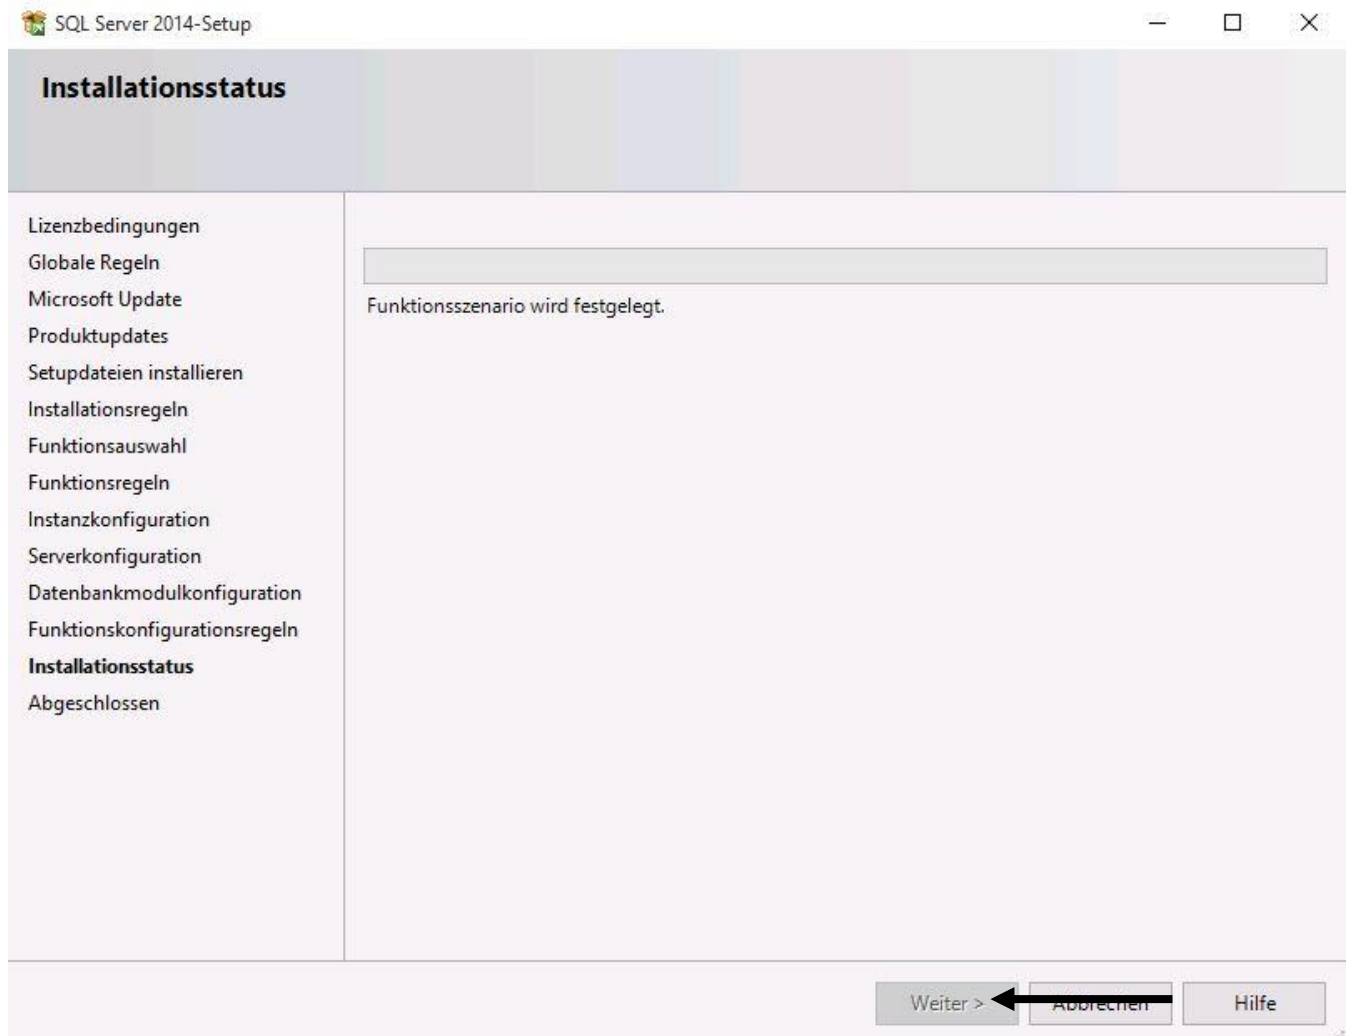 SQL Server 2014-Setup
Installationsstatus
Lizenzbedingungen
Globale Regeln
Microsoft Update
Produktupdates
Setupdateien installieren
Installationsregeln
Funktionsauswahl
Funktionsregeln
Instanzkonfiguration
Serverkonfiguration
Datenbankmodulkonfiguration
Funktionskonfigurationsregeln
Installationsstatus
Abgeschlossen
Funktionsszenario wird festgelegt.
Weiter >
Abbrechen
Hilfe